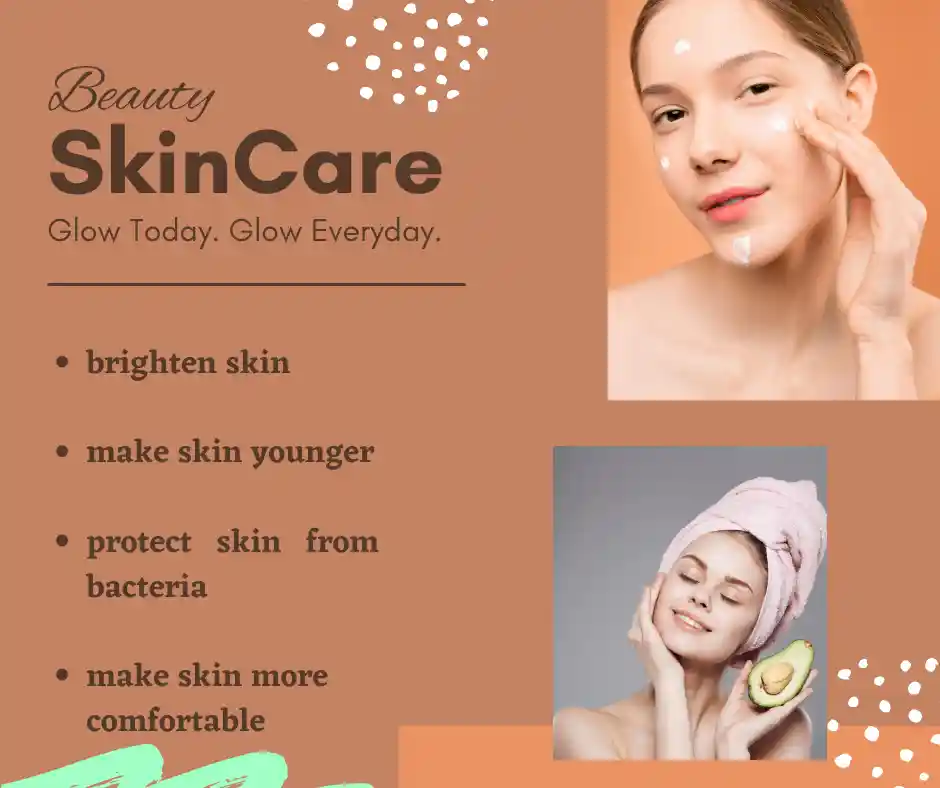 Beauty
SkinCare
Glow Today. Glow Everyday.
• brighten skin
• make skin younger
• protect skin from
bacteria
• make skin more
comfortable